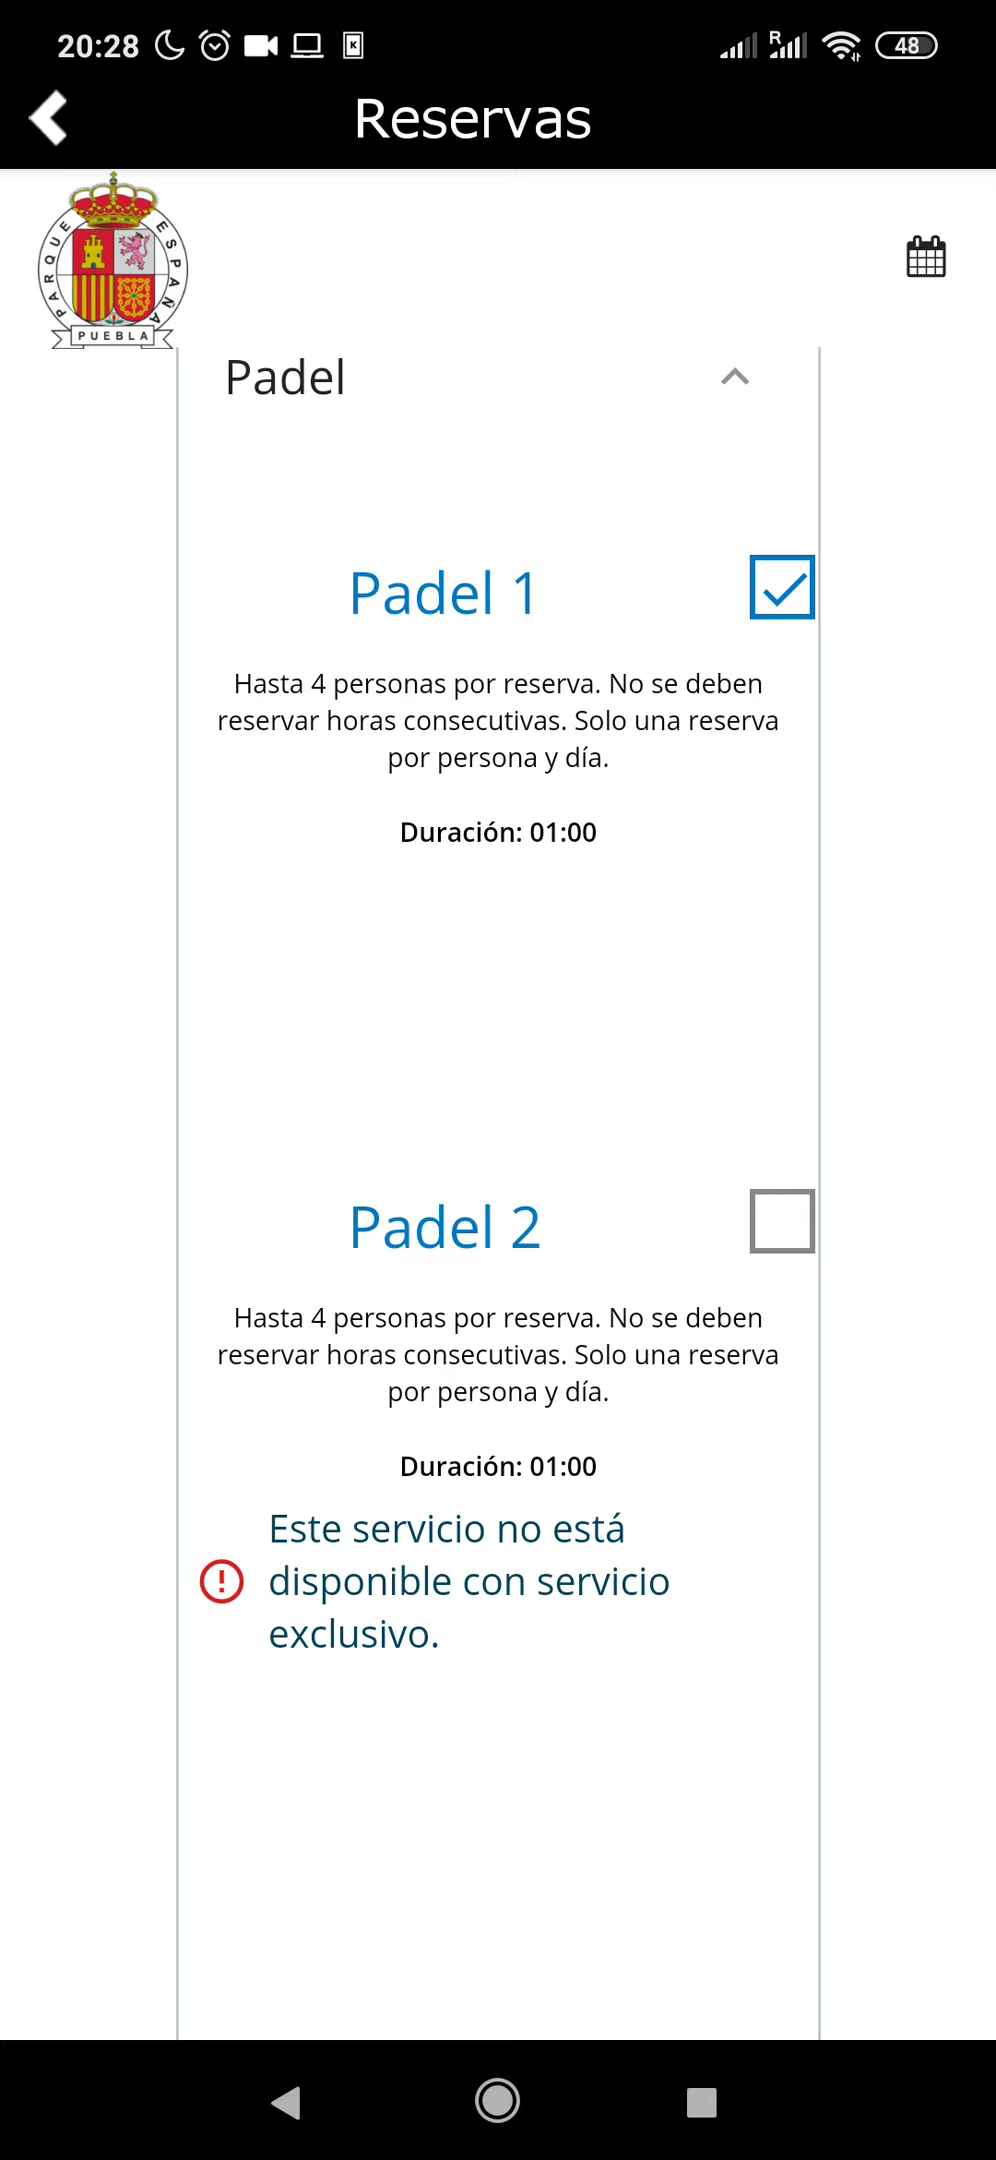 20:28
K
R
48
Reservas
PARQUE ESPAÑA
PUEBLA
Padel
Padel 1
Hasta 4 personas por reserva. No se deben
reservar horas consecutivas. Solo una reserva
por persona y día.
Duración: 01:00
Padel 2
Hasta 4 personas por reserva. No se deben
reservar horas consecutivas. Solo una reserva
por persona y día.
Duración: 01:00
Este servicio no está
disponible con servicio
exclusivo.